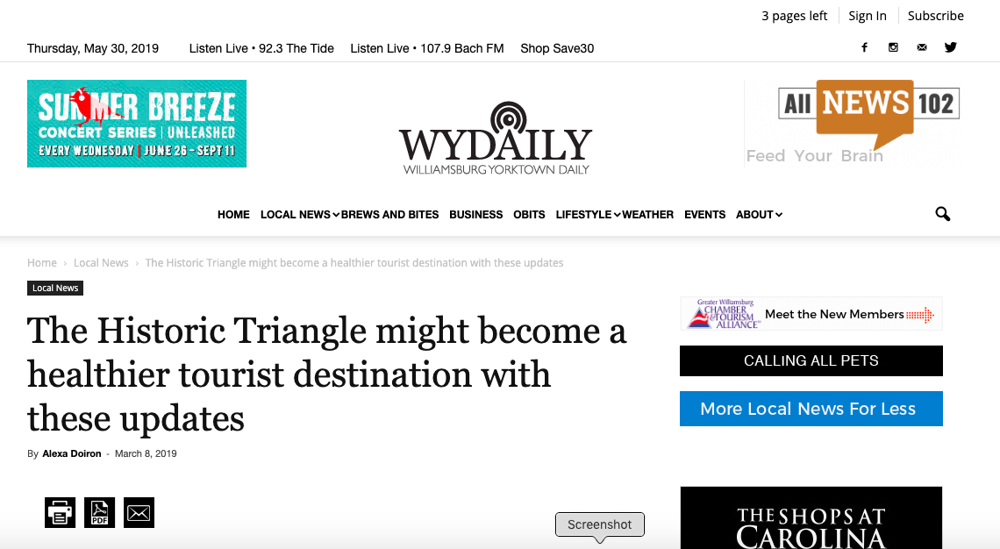 3 pages left
Sign In
Subscribe
Thursday, May 30, 2019
Listen Live • 92.3 The Tide
Listen Live • 107.9 Bach FM
Shop Save30
SUMMER BREEZE
CONCERT SERIES | UNLEASHED
EVERY WEDNESDAY | JUNE 26 - SEPT 11
WYDAILY
WILLIAMSBURG YORKTOWN DAILY
All NEWS 102
Feed Your Brain
HOME LOCAL NEWS BREWS AND BITES BUSINESS OBITS LIFESTYLE WEATHER EVENTS ABOUT
Home › Local News › The Historic Triangle might become a healthier tourist destination with these updates
Local News
The Historic Triangle might become a
healthier tourist destination with
these updates
By Alexa Doiron - March 8, 2019
PDF
Screenshot
Greater Williamsburg
CHAMBER &
TOURISM
ALLIANCE
Meet the New Members
CALLING ALL PETS
More Local News For Less
THE SHOPS AT
CAROLINA